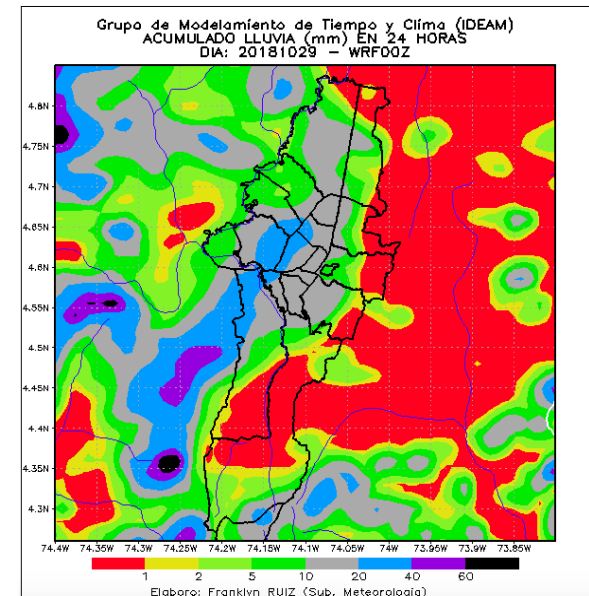 Grupo de Modelamiento de Tiempo y Clima (IDEAM)
ACUMULADO LLUVIA (mm) EN 24 HORAS
DIA: 20181029 – WRF00Z
4.8N
4.75N
4.7N
4.65N
4.6N
4.55N
4.5N
4.45N
4.4N
4.35N
4.3N
74.4W 74.35W 74.3W 74.25W 74.2W 74.15W 74.1W 74.05W 74W 73.95W 73.9W 73.85W
1 2 5 10 20 40 60
Elaboro: Franklyn RUIZ (Sub. Meteorología)